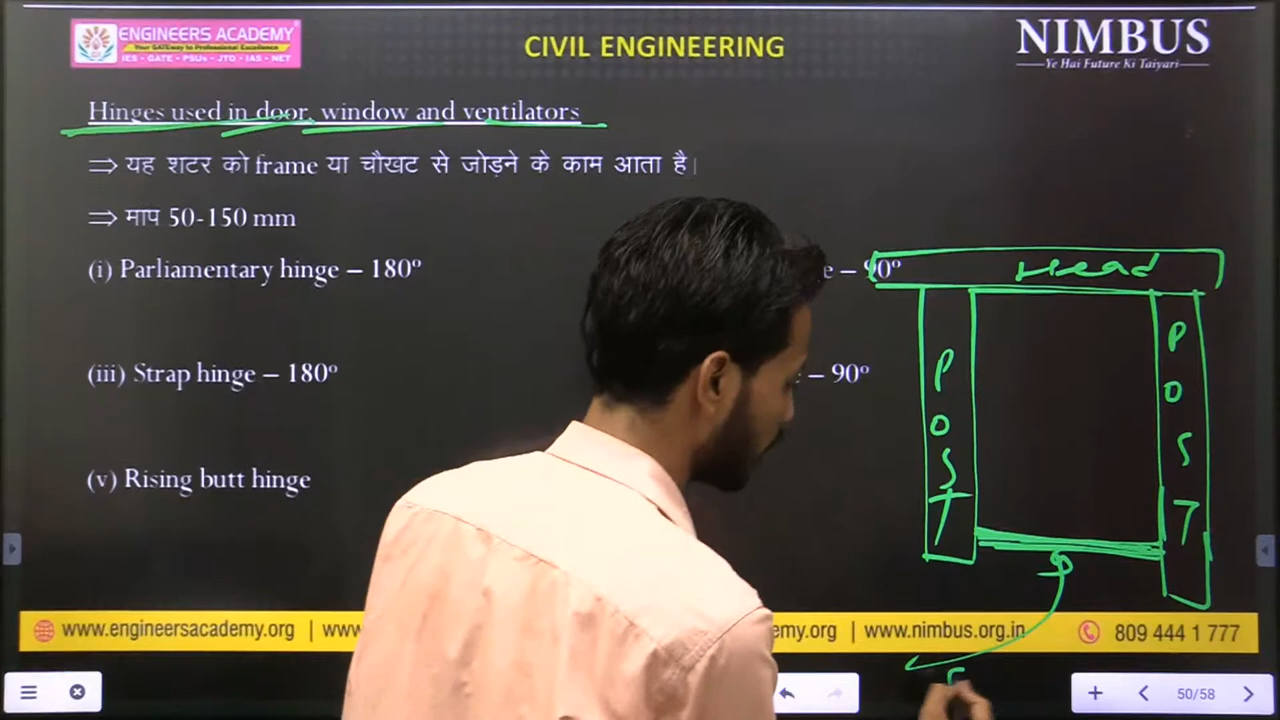 ENGINEERS ACADEMY
Your GATEway to Professional Excellence
IES • GATE • PSUs • JTO • IAS • NET
CIVIL ENGINEERING
NIMBUS
Ye Hai Future Ki Taiyari
Hinges used in door, window and ventilators
⇒ यह शटर को frame या चौखट से जोड़ने के काम आता है।
⇒ माप 50-150 mm
(i) Parliamentary hinge – 180°
– 90°
Head
(iii) Strap hinge – 180°
– 90°
POST
POST
(v) Rising butt hinge
www.engineersacademy.org | www.nimbus.org.in
809 444 1 777
50/58